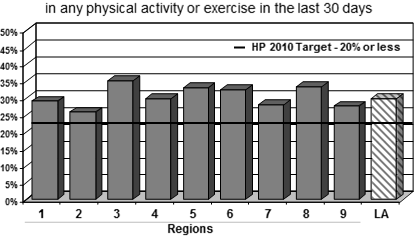 in any physical activity or exercise in the last 30 days
50%
45%
40%
35%
30%
25%
20%
15%
10%
5%
0%
HP 2010 Target - 20% or less
1 2 3 4 5 6 7 8 9 LA
Regions